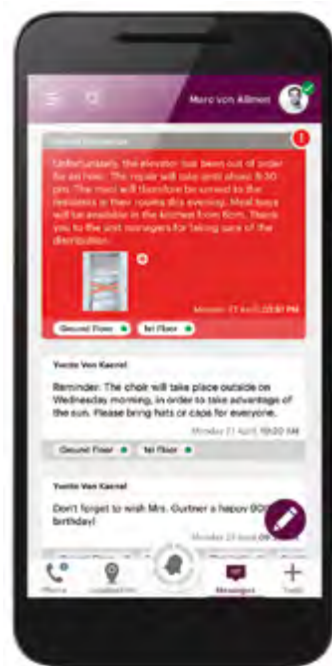 Marc von Allmen
Unfortunately, the elevator has been out of order
for an hour. The repair will take until about 8:30
pm. The meal will therefore be served to the
residents in their rooms this evening. Meal trays
will be available in the kitchen from 6pm. Thank
you to the unit managers for taking care of the
distribution.
Ground Floor
1st Floor
Yvette Von Kaenel
Reminder: The choir will take place outside on
Wednesday morning, in order to take advantage of
the sun. Please bring hats or caps for everyone.
Ground Floor
1st Floor
Yvette Von Kaenel
Don't forget to wish Mrs. Gurtner a happy
birthday!
Phone
Messages